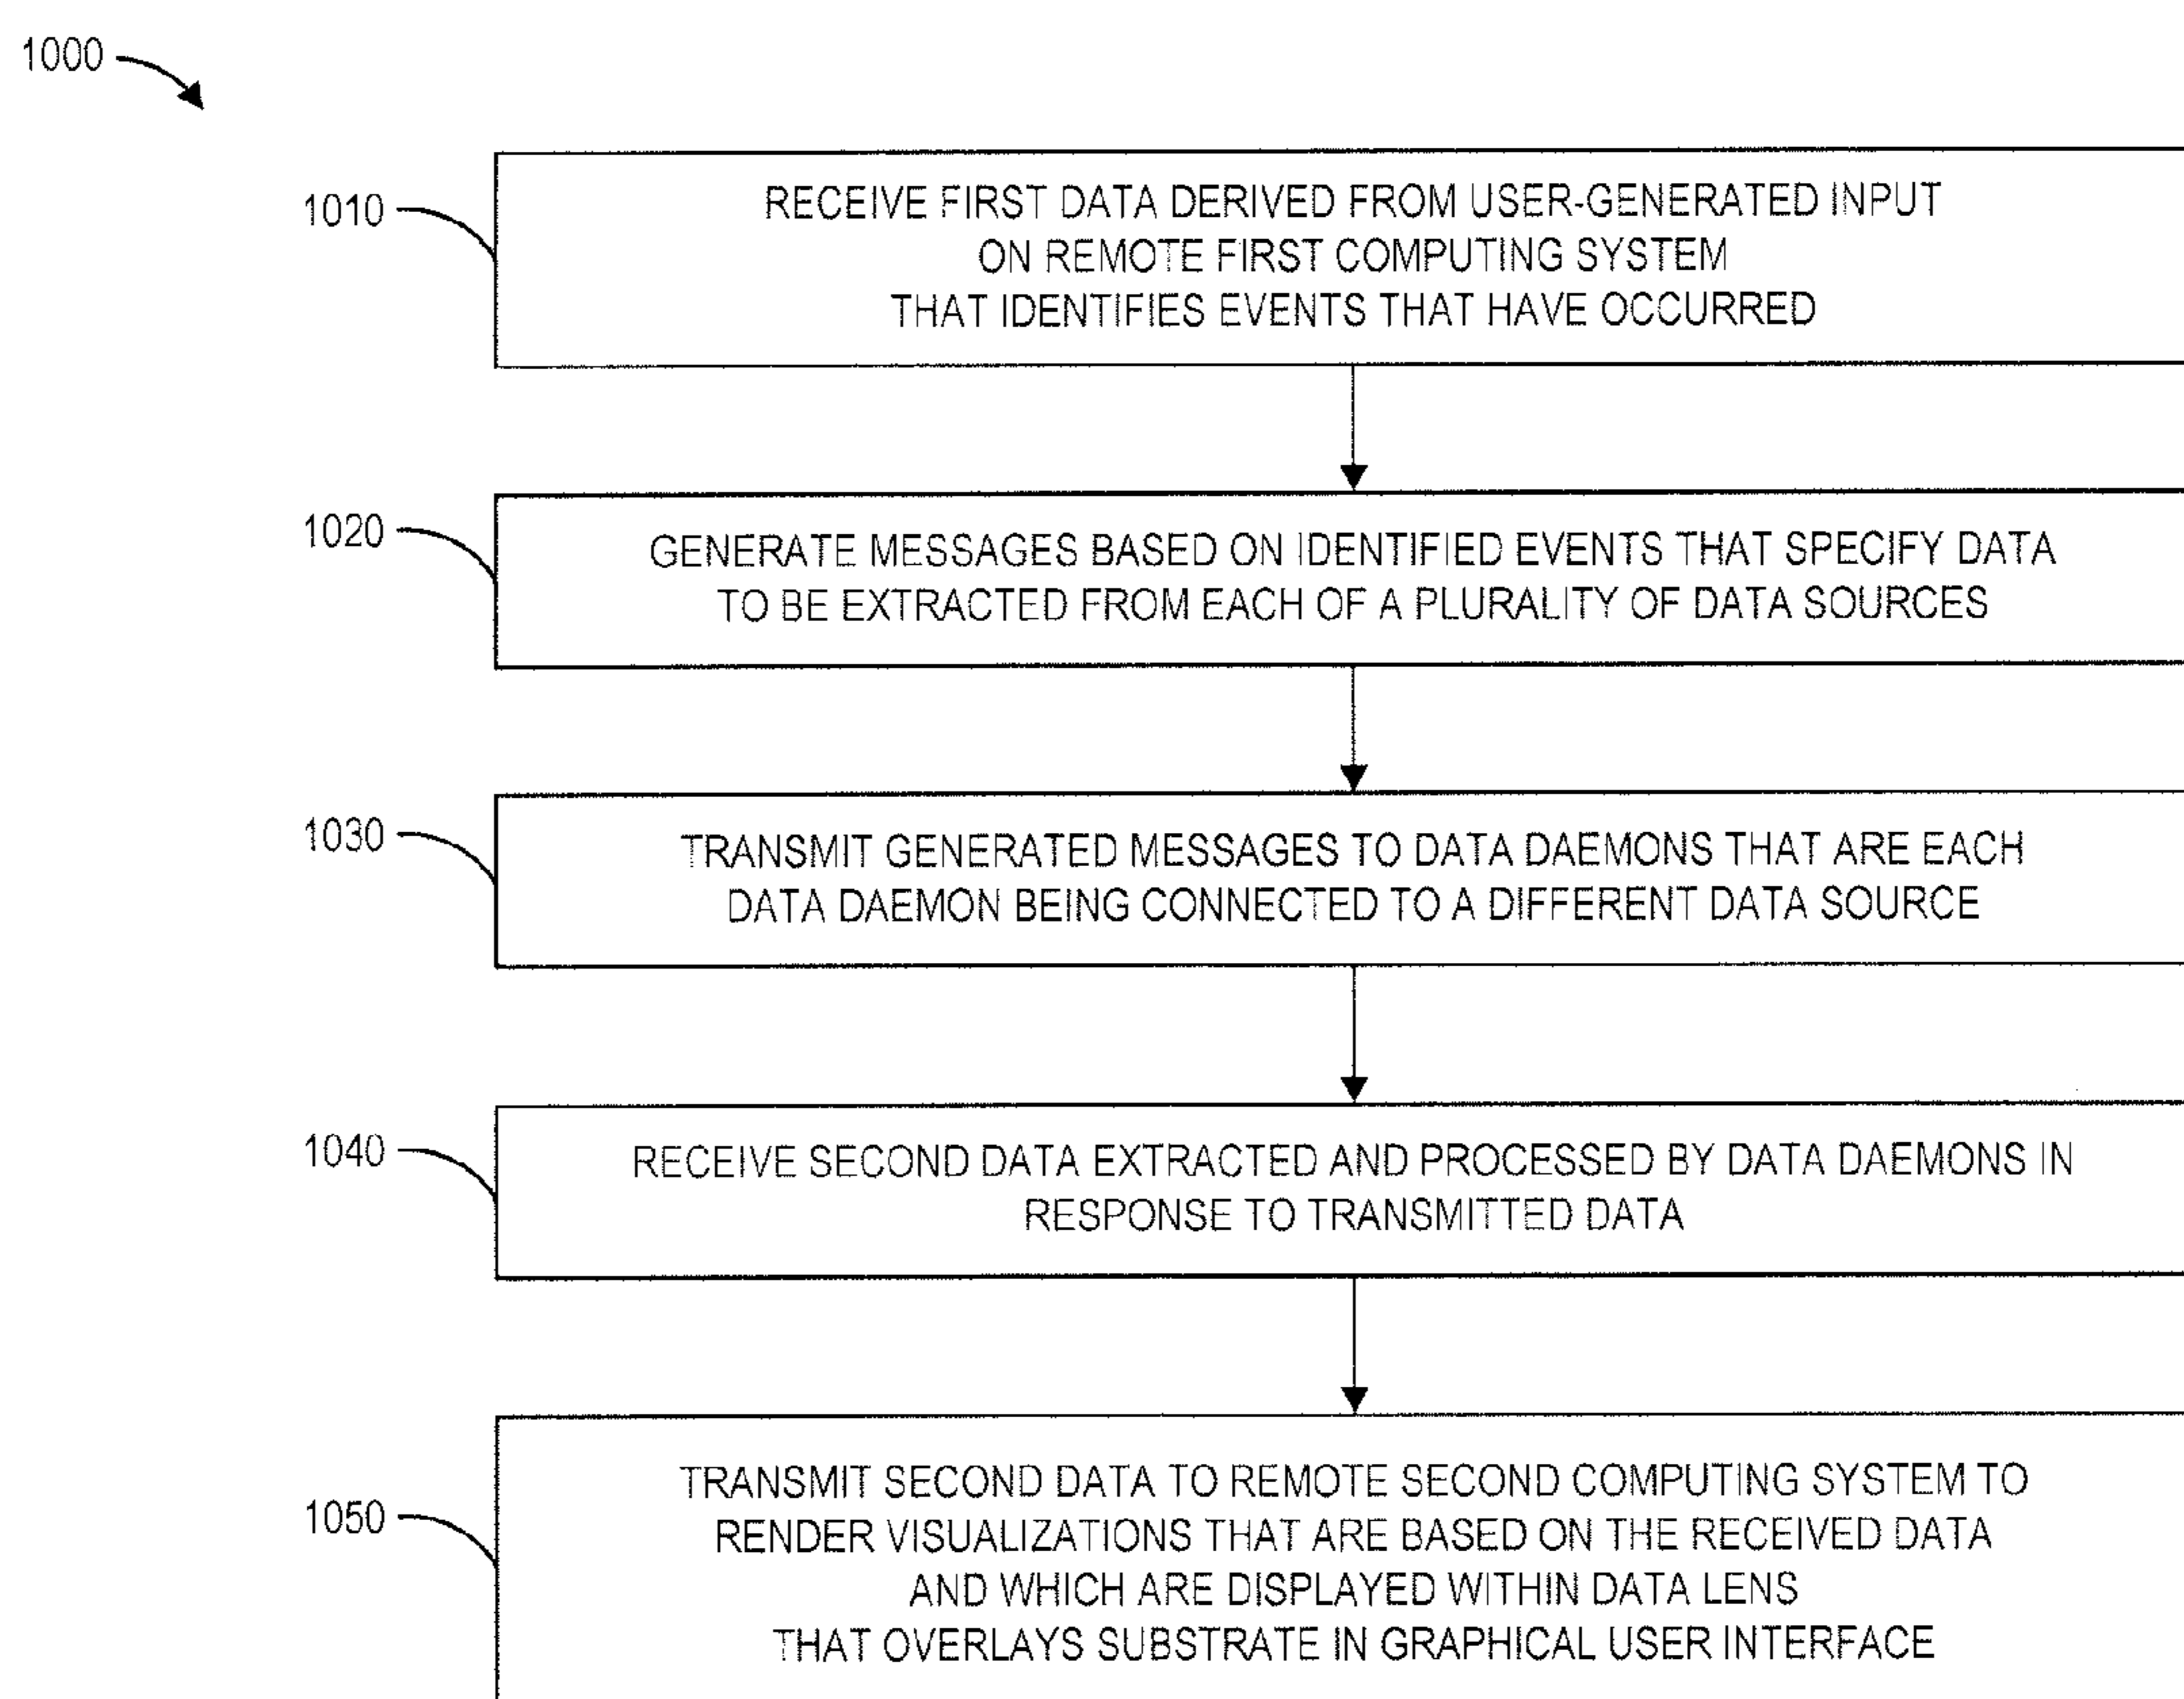 1000
1010
RECEIVE FIRST DATA DERIVED FROM USER-GENERATED INPUT
ON REMOTE FIRST COMPUTING SYSTEM
THAT IDENTIFIES EVENTS THAT HAVE OCCURRED
1020
GENERATE MESSAGES BASED ON IDENTIFIED EVENTS THAT SPECIFY DATA
TO BE EXTRACTED FROM EACH OF A PLURALITY OF DATA SOURCES
1030
TRANSMIT GENERATED MESSAGES TO DATA DAEMONS THAT ARE EACH
DATA DAEMON BEING CONNECTED TO A DIFFERENT DATA SOURCE
1040
RECEIVE SECOND DATA EXTRACTED AND PROCESSED BY DATA DAEMONS IN
RESPONSE TO TRANSMITTED DATA
1050
TRANSMIT SECOND DATA TO REMOTE SECOND COMPUTING SYSTEM TO
RENDER VISUALIZATIONS THAT ARE BASED ON THE RECEIVED DATA
AND WHICH ARE DISPLAYED WITHIN DATA LENS
THAT OVERLAYS SUBSTRATE IN GRAPHICAL USER INTERFACE